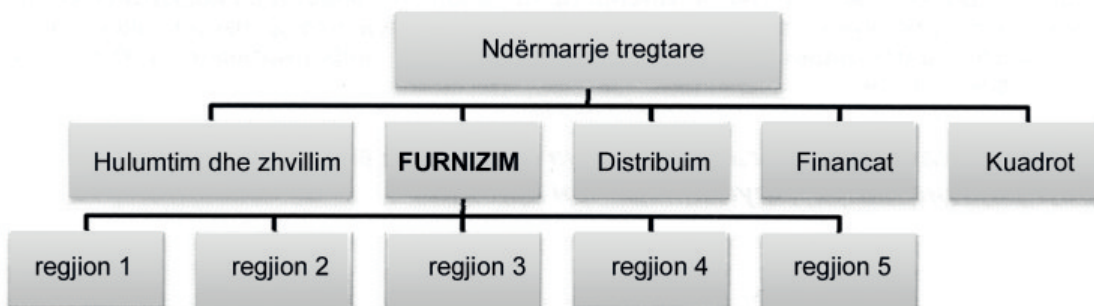 Ndërmarrje tregtare
Hulumtim dhe zhvillim
FURNIZIM
Distribuim
Financat
Kuadrot
regjion 1
regjion 2
regjion 3
regjion 4
regjion 5